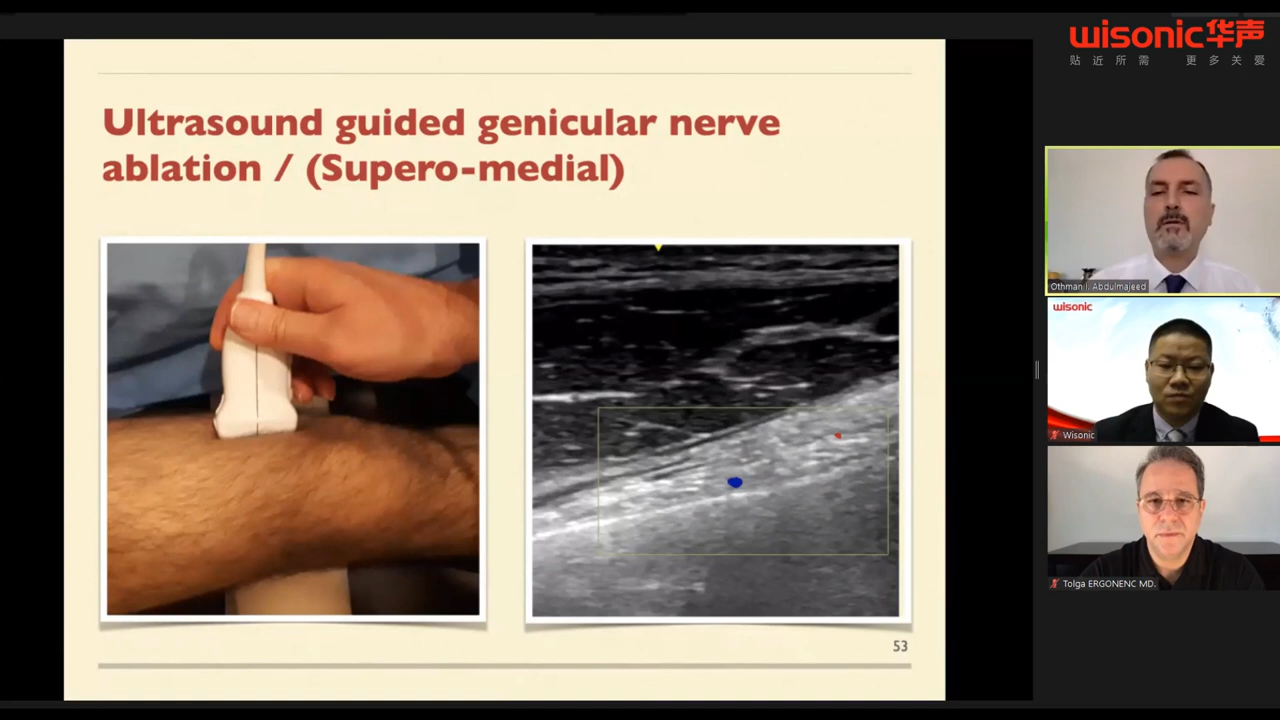 wisonic华声
贴近所需 更多关爱
Ultrasound guided genicular nerve
ablation / (Supero-medial)
53
Othman I. Abdulmajeed
wisonic
Wisonic
Tolga ERGONENC MD.